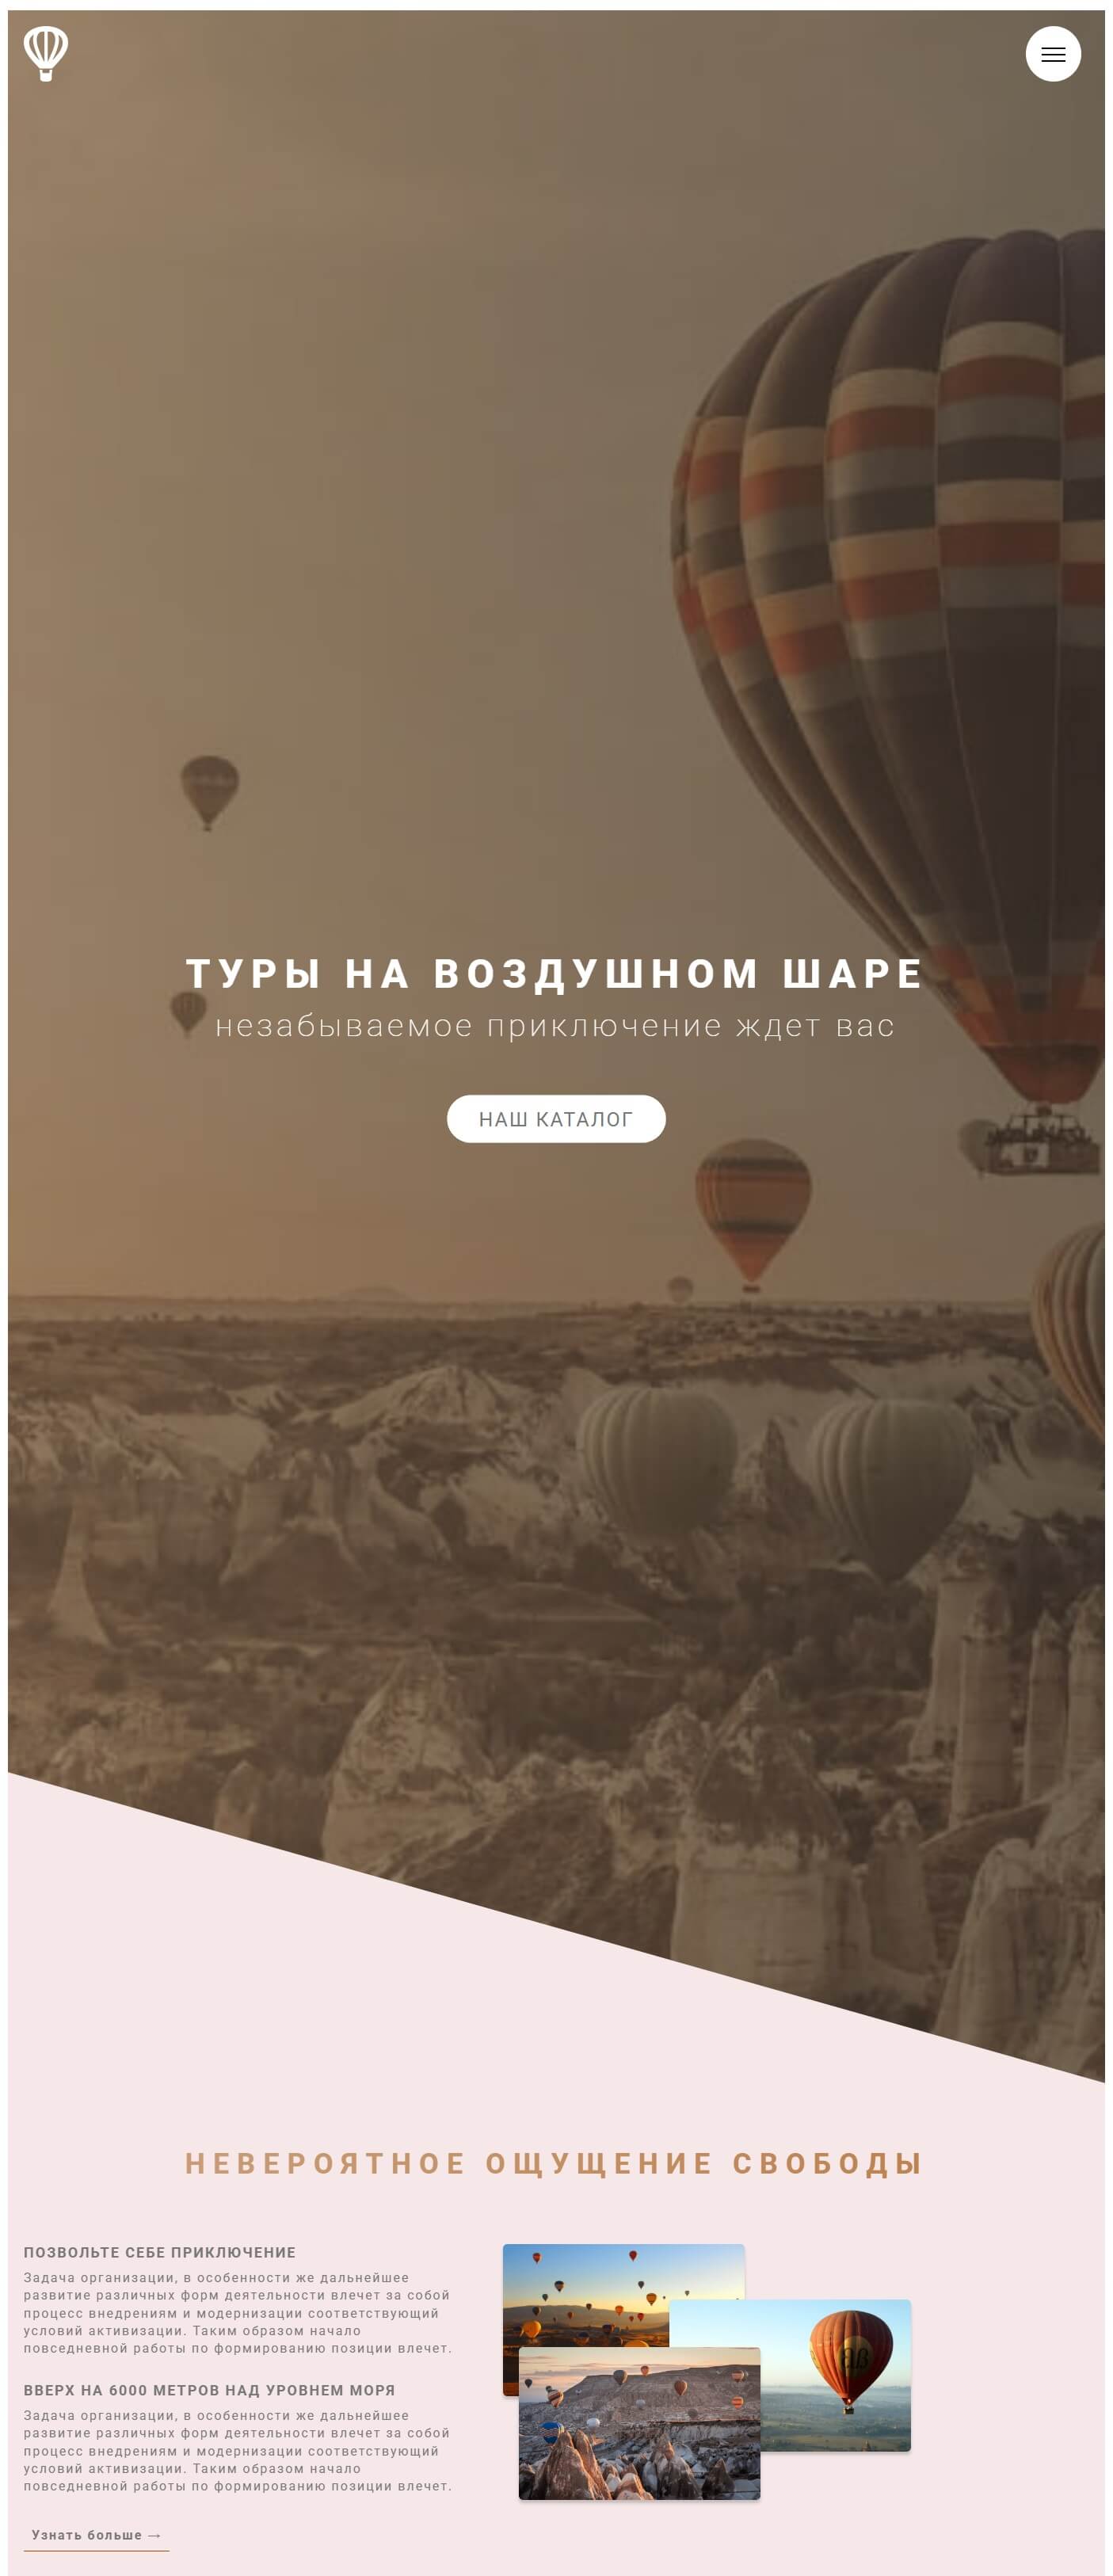 ТУРЫ НА ВОЗДУШНОМ ШАРЕ
незабываемое приключение ждет вас
НАШ КАТАЛОГ
НЕВЕРОЯТНОЕ ОЩУЩЕНИЕ СВОБОДЫ
ПОЗВОЛЬТЕ СЕБЕ ПРИКЛЮЧЕНИЕ
Задача организации, в особенности же дальнейшее
развитие различных форм деятельности влечет за собой
процесс внедрениям и модернизации соответствующий
условий активизации. Таким образом начало
повседневной работы по формированию позиции влечет.
ВВЕРХ НА 6000 МЕТРОВ НАД УРОВНЕМ МОРЯ
Задача организации, в особенности же дальнейшее
развитие различных форм деятельности влечет за собой
процесс внедрениям и модернизации соответствующий
условий активизации. Таким образом начало
повседневной работы по формированию позиции влечет.
Узнать больше →